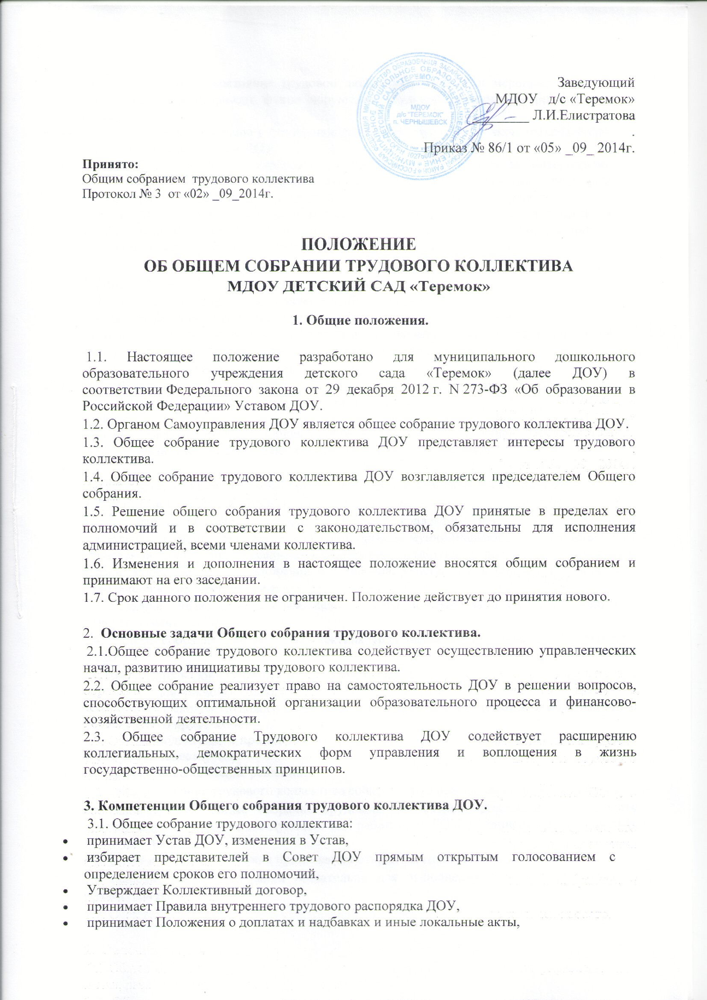 Заведующий
МДОУ д/с «Теремок»
________ Л.И.Елистратова
.
Приказ № 86/1 от «05» _09_ 2014г.
МДОУ
д/с "ТЕРЕМОК"
п. ЧЕРНЫШЕВСК
Принято:
Общим собранием трудового коллектива
Протокол № 3 от «02» _09_2014г.
ПОЛОЖЕНИЕ
ОБ ОБЩЕМ СОБРАНИИ ТРУДОВОГО КОЛЛЕКТИВА
МДОУ ДЕТСКИЙ САД «Теремок»
1. Общие положения.
1.1. Настоящее положение разработано для муниципального дошкольного
образовательного учреждения детского сада «Теремок» (далее ДОУ) в
соответствии Федерального закона от 29 декабря 2012 г. N 273-ФЗ «Об образовании в
Российской Федерации» Уставом ДОУ.
1.2. Органом Самоуправления ДОУ является общее собрание трудового коллектива ДОУ.
1.3. Общее собрание трудового коллектива ДОУ представляет интересы трудового
коллектива.
1.4. Общее собрание трудового коллектива ДОУ возглавляется председателем Общего
собрания.
1.5. Решение общего собрания трудового коллектива ДОУ принятые в пределах его
полномочий и в соответствии с законодательством, обязательны для исполнения
администрацией, всеми членами коллектива.
1.6. Изменения и дополнения в настоящее положение вносятся общим собранием и
принимают на его заседании.
1.7. Срок данного положения не ограничен. Положение действует до принятия нового.
2. Основные задачи Общего собрания трудового коллектива.
2.1.Общее собрание трудового коллектива содействует осуществлению управленческих
начал, развитию инициативы трудового коллектива.
2.2. Общее собрание реализует право на самостоятельность ДОУ в решении вопросов,
способствующих оптимальной организации образовательного процесса и финансово-
хозяйственной деятельности.
2.3. Общее собрание Трудового коллектива ДОУ содействует расширению
коллегиальных, демократических форм управления и воплощения в жизнь
государственно-общественных принципов.
3. Компетенции Общего собрания трудового коллектива ДОУ.
3.1. Общее собрание трудового коллектива:
• принимает Устав ДОУ, изменения в Устав,
• избирает представителей в Совет ДОУ прямым открытым голосованием с
определением сроков его полномочий,
• Утверждает Коллективный договор,
• принимает Правила внутреннего трудового распорядка ДОУ,
• принимает Положения о доплатах и надбавках и иные локальные акты,